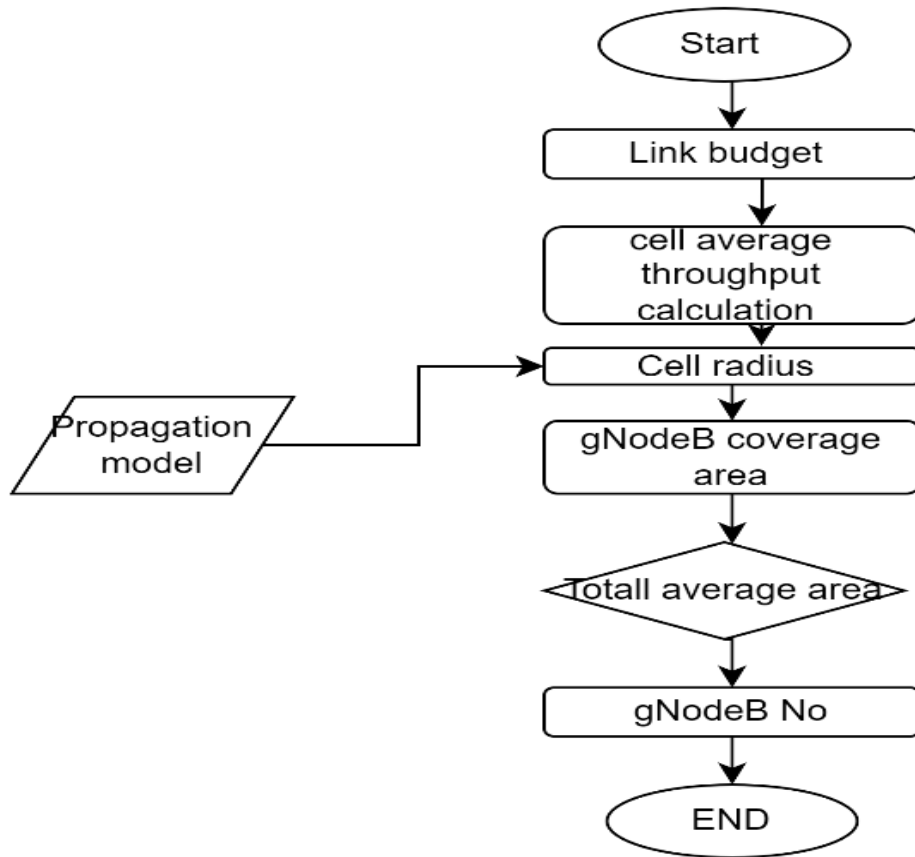 Start
Link budget
cell average
throughput
calculation
Cell radius
Propagation
model
gNodeB coverage
area
Totall average area
gNodeB No
END